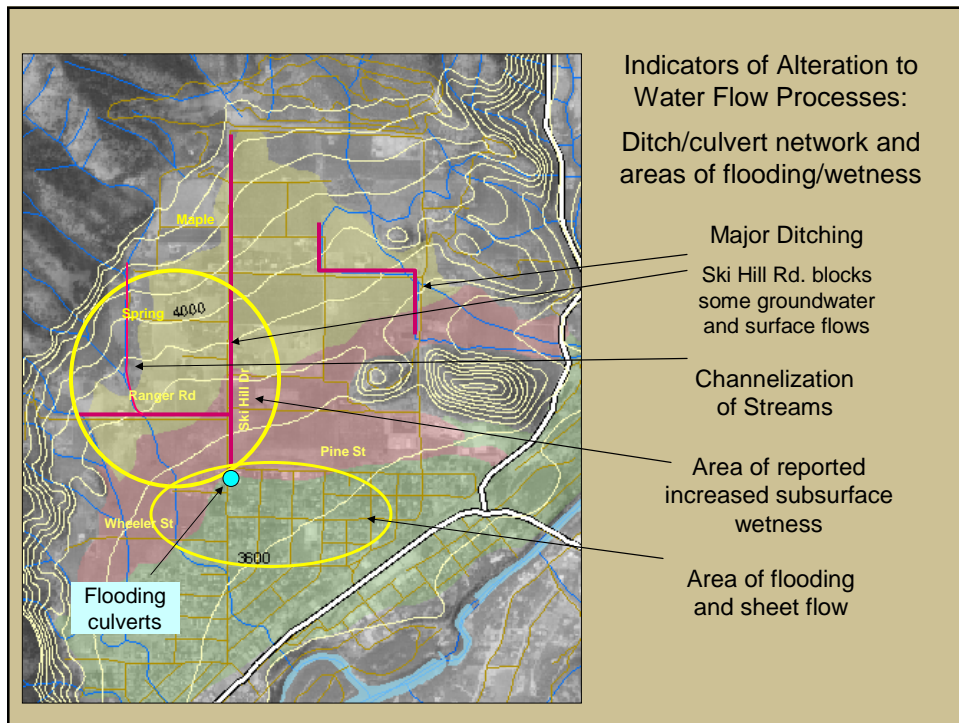 Indicators of Alteration to
Water Flow Processes:
Ditch/culvert network and
areas of flooding/wetness
Major Ditching
Ski Hill Rd. blocks
some groundwater
and surface flows
Channelization
of Streams
Area of reported
increased subsurface
wetness
Area of flooding
and sheet flow
Maple
Spring
4000
Ranger Rd
Ski Hill Dr
Pine St
Wheeler St
3600
Flooding
culverts